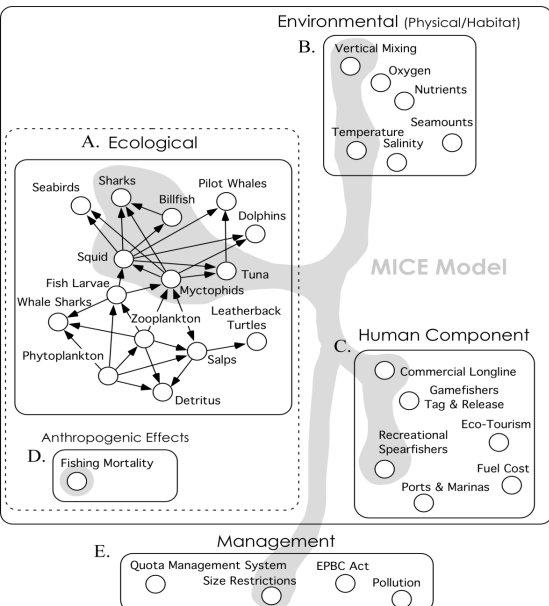 Environmental (Physical/Habitat)
B.
Vertical Mixing
Oxygen
Nutrients
Seamounts
Temperature
Salinity
A. Ecological
Seabirds
Sharks
Billfish
Pilot Whales
Dolphins
Squid
Tuna
Myctophids
Fish Larvae
Whale Sharks
Zooplankton
Leatherback
Turtles
Phytoplankton
Salps
Detritus
MICE Model
Human Component
C.
Commercial Longline
Gamefishers
Tag & Release
Eco-Tourism
Recreational
Spearfishers
Fuel Cost
Ports & Marinas
Anthropogenic Effects
D.
Fishing Mortality
Management
E.
Quota Management System
Size Restrictions
EPBC Act
Pollution